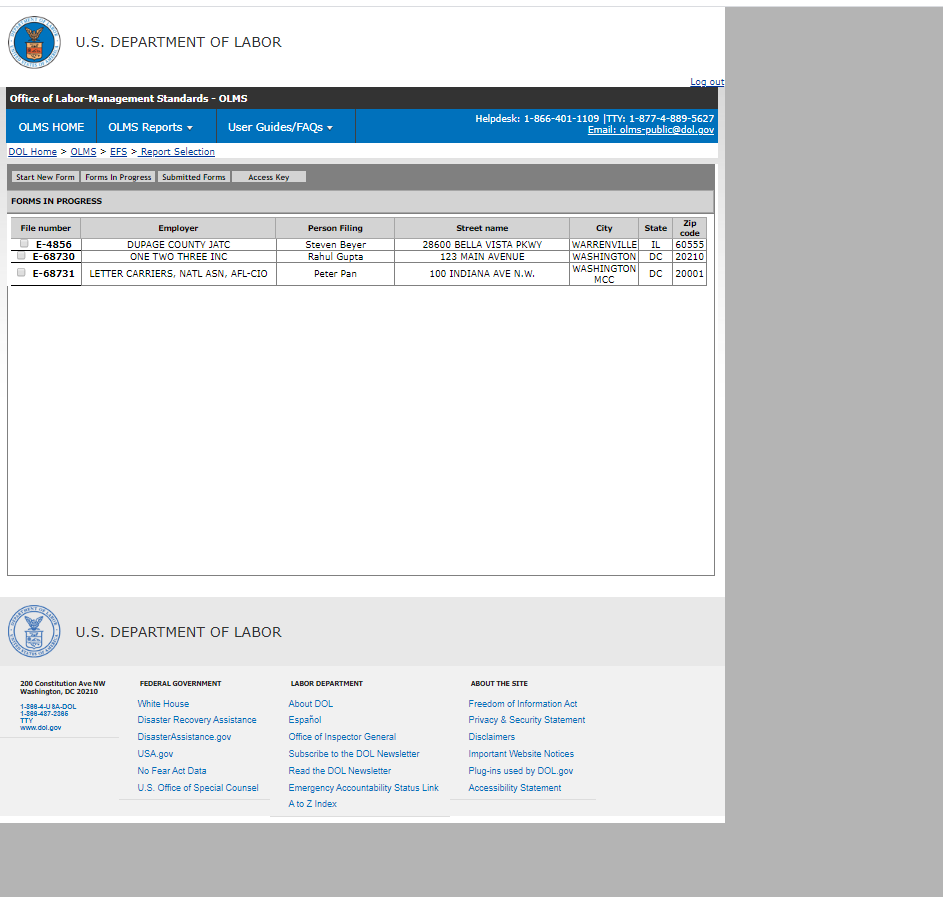 U.S. DEPARTMENT OF LABOR
Log out
Office of Labor-Management Standards - OLMS
OLMS HOME OLMS Reports User Guides/FAQs
Helpdesk: 1-866-401-1109 |TTY: 1-877-4-889-5627
Email: olms-public@dol.gov
DOL Home > OLMS > EFS > Report Selection
Start New Form Forms In Progress Submitted Forms Access Key
FORMS IN PROGRESS
File number Employer Person Filing Street name City State Zip code
E-4856 DUPAGE COUNTY JATC Steven Beyer 28600 BELLA VISTA PKWY WARRENVILLE IL 60555
E-68730 ONE TWO THREE INC Rahul Gupta 123 MAIN AVENUE WASHINGTON DC 20210
E-68731 LETTER CARRIERS, NATL ASN, AFL-CIO Peter Pan 100 INDIANA AVE N.W. WASHINGTON MCC DC 20001
U.S. DEPARTMENT OF LABOR
200 Constitution Ave NW
Washington, DC 20210
1-866-4-USA-DOL
1-866-487-2365
TTY
www.dol.gov
FEDERAL GOVERNMENT
White House
Disaster Recovery Assistance
DisasterAssistance.gov
USA.gov
No Fear Act Data
U.S. Office of Special Counsel
LABOR DEPARTMENT
About DOL
Español
Office of Inspector General
Subscribe to the DOL Newsletter
Read the DOL Newsletter
Emergency Accountability Status Link
A to Z Index
ABOUT THE SITE
Freedom of Information Act
Privacy & Security Statement
Disclaimers
Important Website Notices
Plug-ins used by DOL.gov
Accessibility Statement